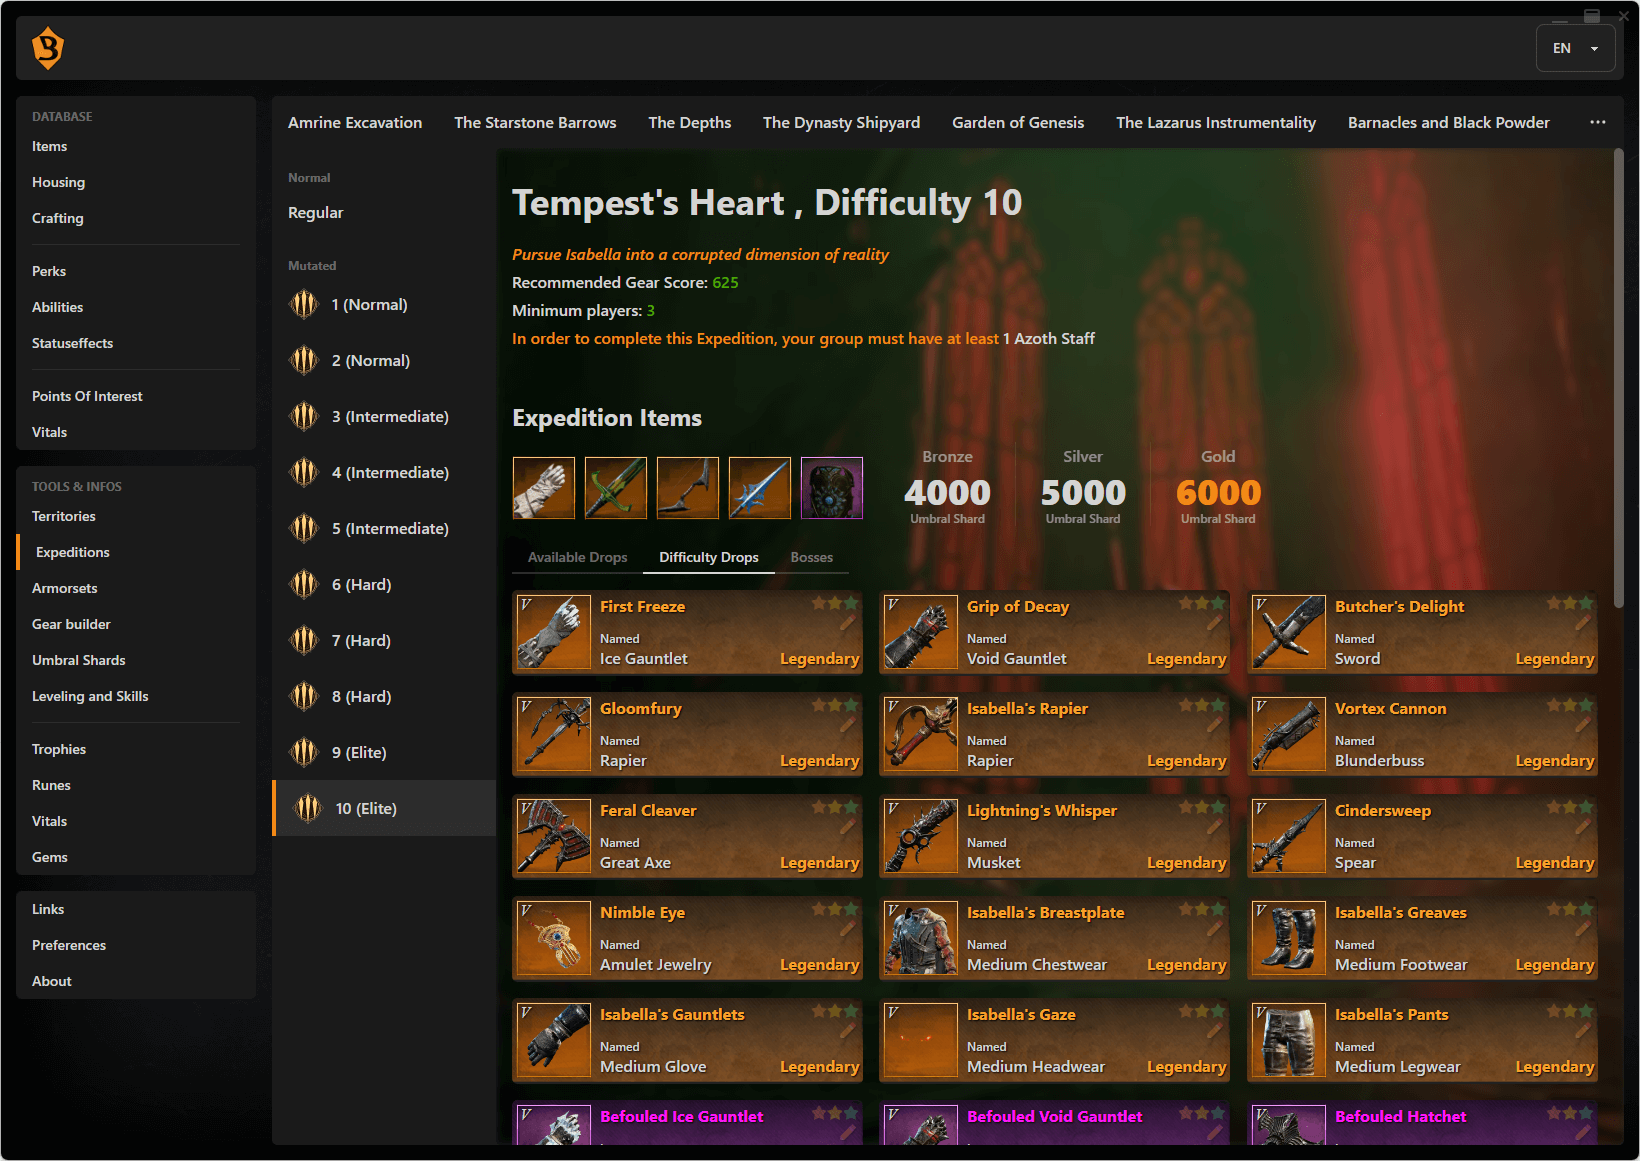 EN
DATABASE
Items
Housing
Crafting
Perks
Abilities
Statuseffects
Points Of Interest
Vitals
TOOLS & INFOS
Territories
Expeditions
Armorsets
Gear builder
Umbral Shards
Leveling and Skills
Trophies
Runes
Vitals
Gems
Links
Preferences
About
Amrine Excavation The Starstone Barrows The Depths The Dynasty Shipyard Garden of Genesis The Lazarus Instrumentality Barnacles and Black Powder ...
Normal
Regular
Mutated
1 (Normal)
2 (Normal)
3 (Intermediate)
4 (Intermediate)
5 (Intermediate)
6 (Hard)
7 (Hard)
8 (Hard)
9 (Elite)
10 (Elite)
Tempest's Heart , Difficulty 10
Pursue Isabella into a corrupted dimension of reality
Recommended Gear Score: 625
Minimum players: 3
In order to complete this Expedition, your group must have at least 1 Azoth Staff
Expedition Items
Bronze Silver Gold
4000 5000 6000
Umbral Shard Umbral Shard Umbral Shard
Available Drops Difficulty Drops Bosses
V First Freeze
Named
Ice Gauntlet Legendary
V Grip of Decay
Named
Void Gauntlet Legendary
V Butcher's Delight
Named
Sword Legendary
V Gloomfury
Named
Rapier Legendary
V Isabella's Rapier
Named
Rapier Legendary
V Vortex Cannon
Named
Blunderbuss Legendary
V Feral Cleaver
Named
Great Axe Legendary
V Lightning's Whisper
Named
Musket Legendary
V Cindersweep
Named
Spear Legendary
V Nimble Eye
Named
Amulet Jewelry Legendary
V Isabella's Breastplate
Named
Medium Chestwear Legendary
V Isabella's Greaves
Named
Medium Footwear Legendary
V Isabella's Gauntlets
Named
Medium Glove Legendary
V Isabella's Gaze
Named
Medium Headwear Legendary
V Isabella's Pants
Named
Medium Legwear Legendary
V Befouled Ice Gauntlet
V Befouled Void Gauntlet
V Befouled Hatchet